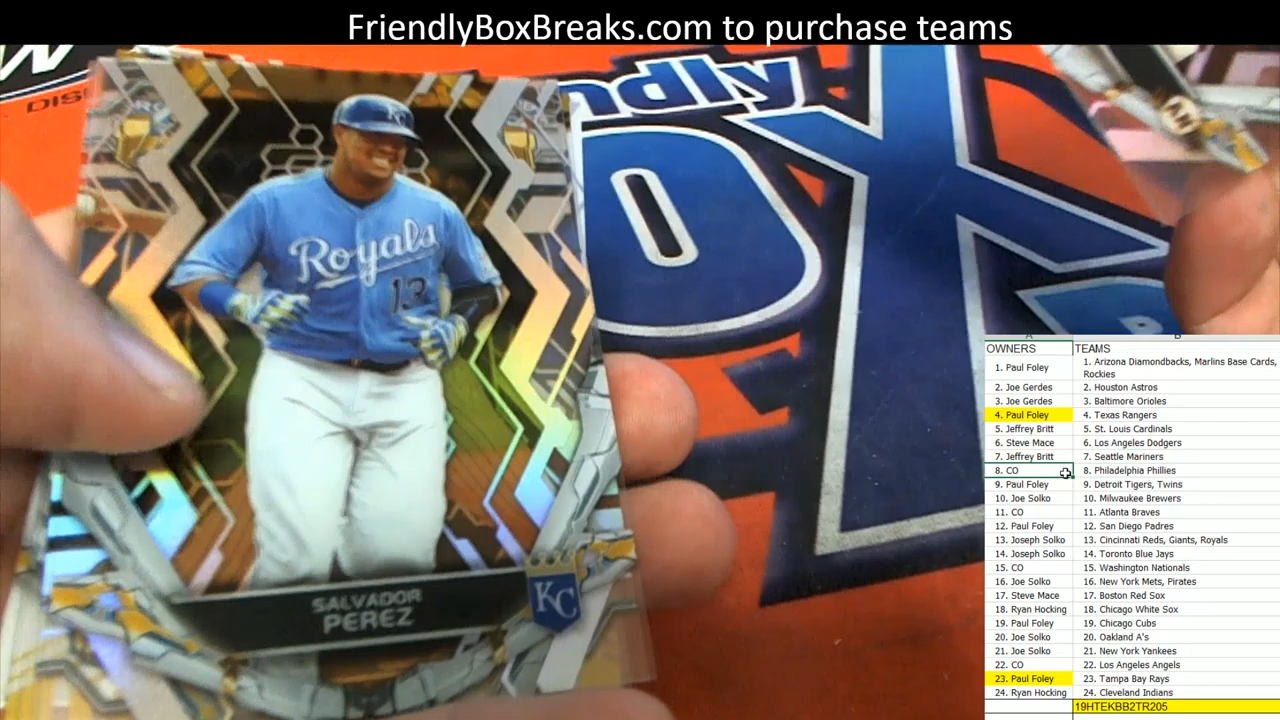 FriendlyBoxBreaks.com to purchase teams
DIS
ndly
OX
Royals
13
SALVADOR
PEREZ
KC
OWNERS TEAMS
1. Paul Foley 1. Arizona Diamondbacks, Marlins Base Cards, Rockies
2. Joe Gerdes 2. Houston Astros
3. Joe Gerdes 3. Baltimore Orioles
4. Paul Foley 4. Texas Rangers
5. Jeffrey Britt 5. St. Louis Cardinals
6. Steve Mace 6. Los Angeles Dodgers
7. Jeffrey Britt 7. Seattle Mariners
8. CO 8. Philadelphia Phillies
9. Paul Foley 9. Detroit Tigers, Twins
10. Joe Solko 10. Milwaukee Brewers
11. CO 11. Atlanta Braves
12. Paul Foley 12. San Diego Padres
13. Joseph Solko 13. Cincinnati Reds, Giants, Royals
14. Joseph Solko 14. Toronto Blue Jays
15. CO 15. Washington Nationals
16. Joe Solko 16. New York Mets, Pirates
17. Steve Mace 17. Boston Red Sox
18. Ryan Hocking 18. Chicago White Sox
19. Paul Foley 19. Chicago Cubs
20. Joe Solko 20. Oakland A's
21. Joe Solko 21. New York Yankees
22. CO 22. Los Angeles Angels
23. Paul Foley 23. Tampa Bay Rays
24. Ryan Hocking 24. Cleveland Indians
19HTEKBB2TR205